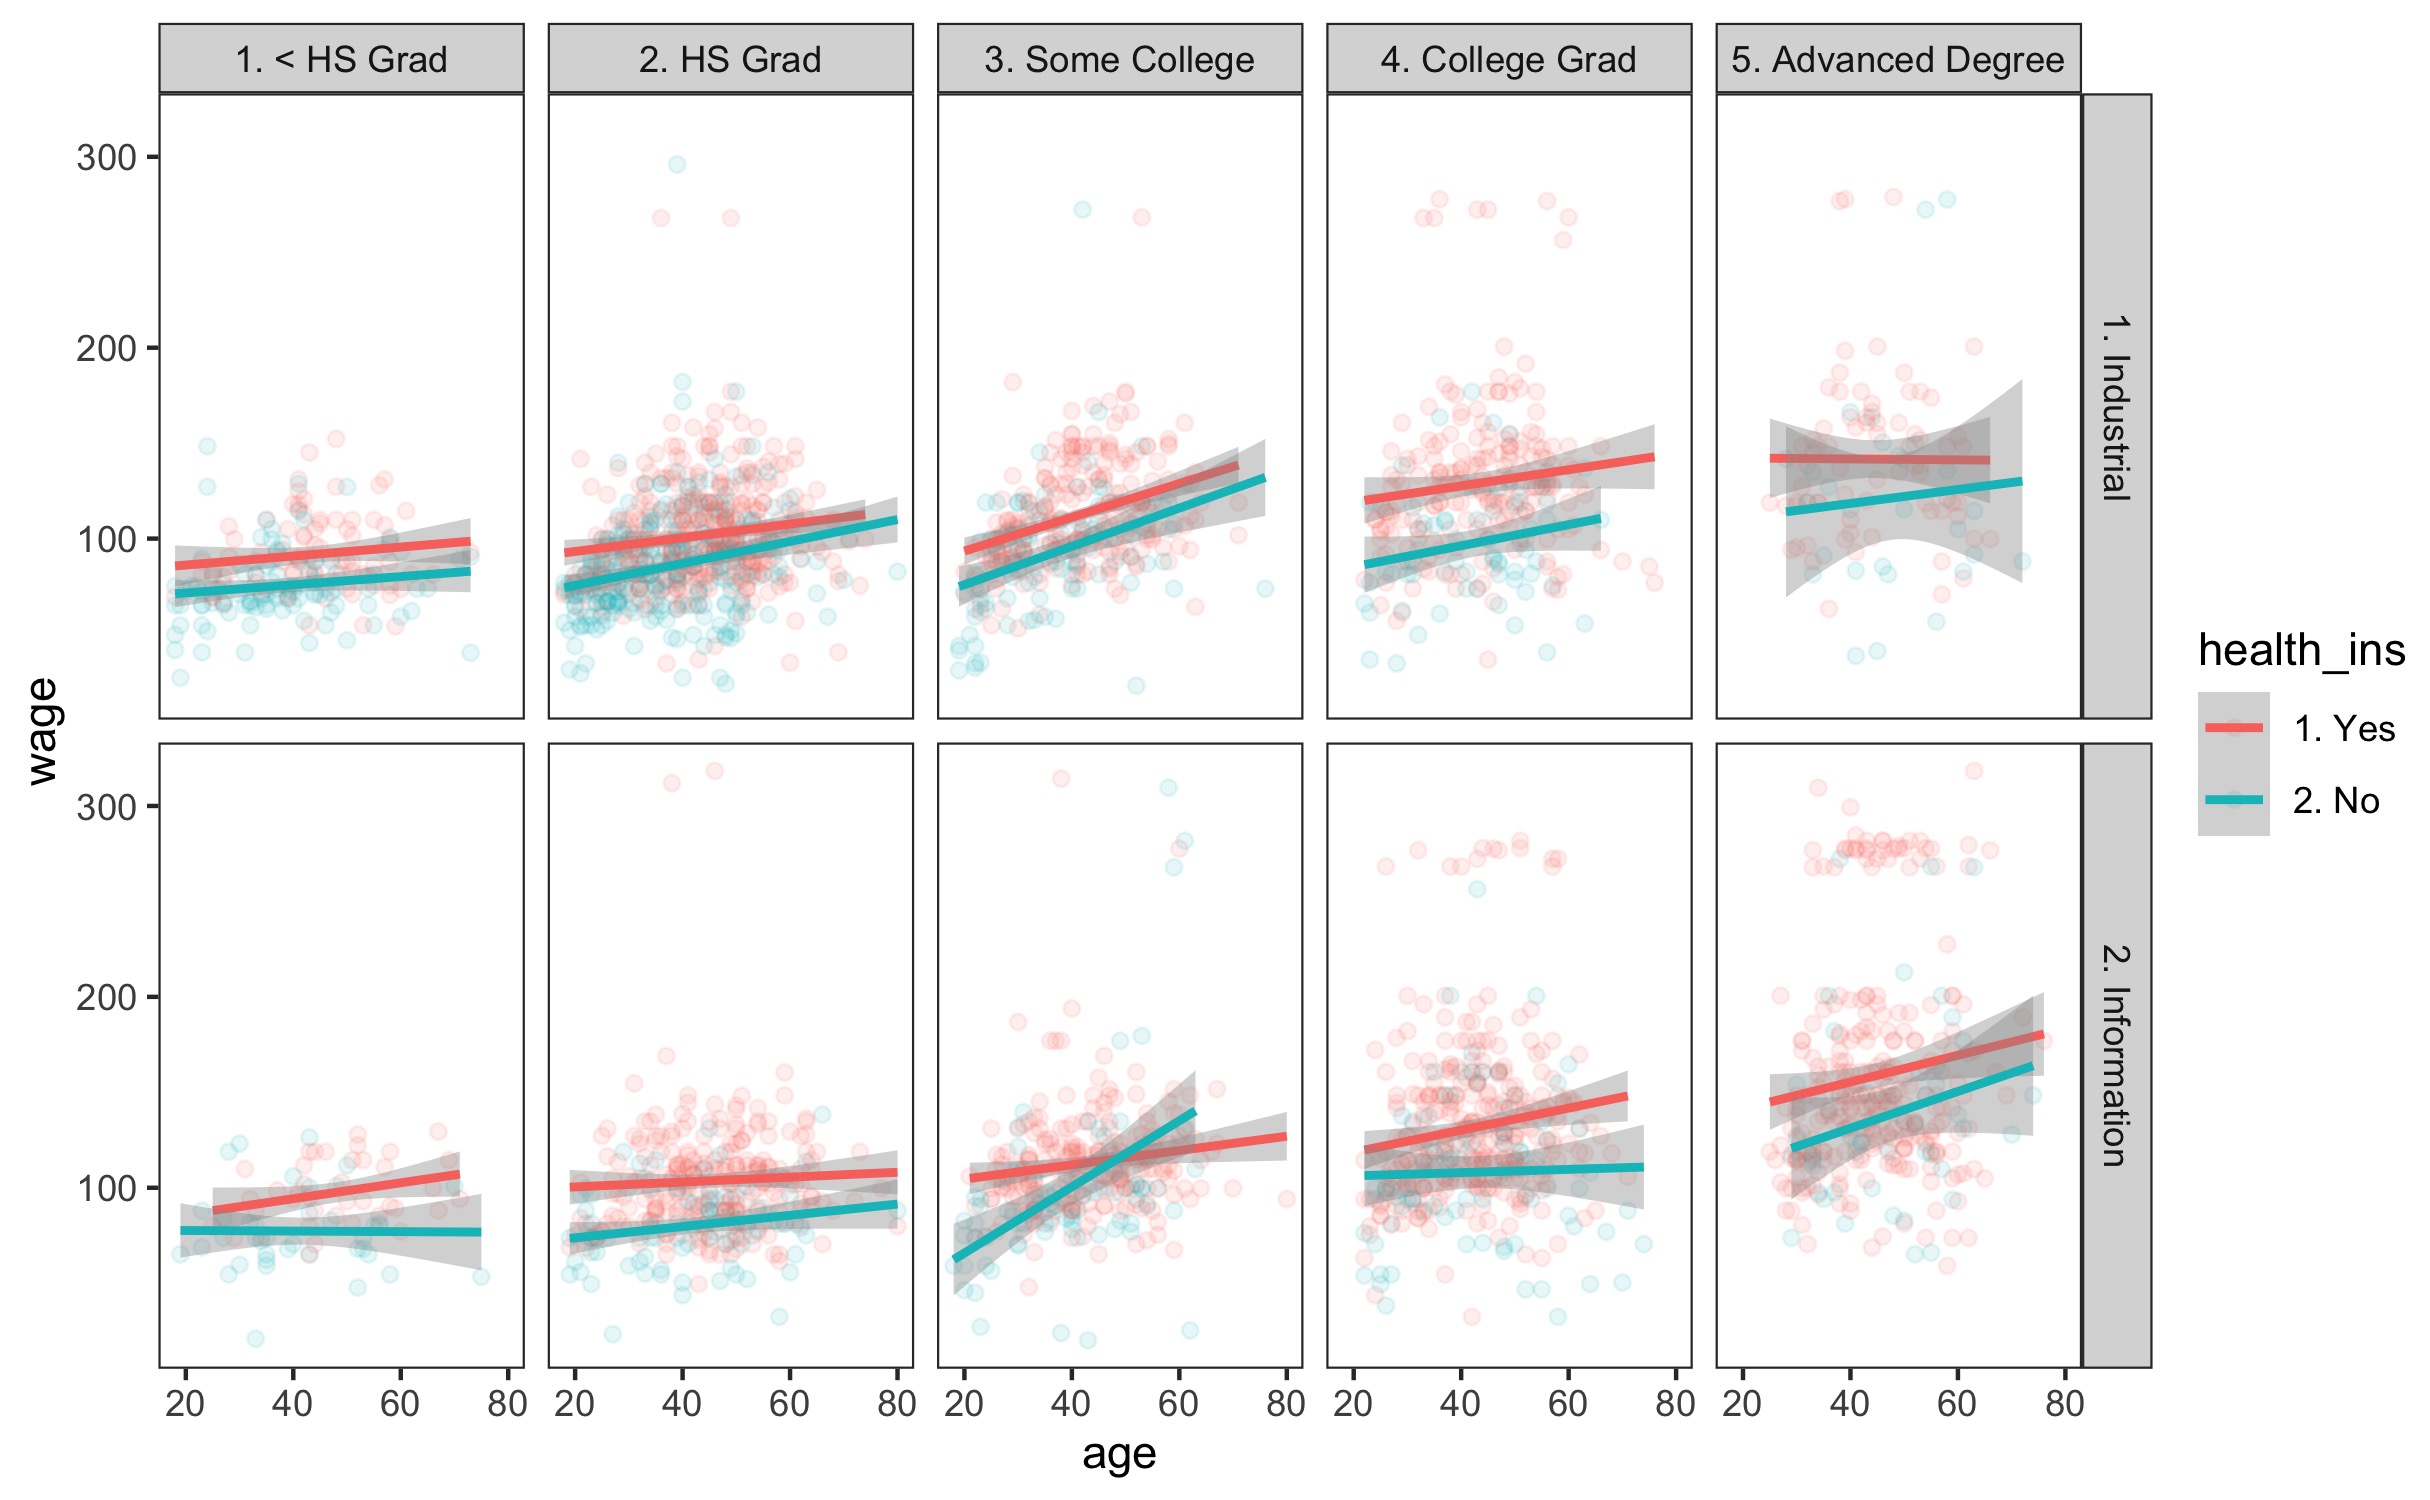 1. < HS Grad
2. HS Grad
3. Some College
4. College Grad
5. Advanced Degree
300
200
100
1. Industrial
300
200
100
2. Information
wage
20 40 60 80
20 40 60 80
20 40 60 80
20 40 60 80
20 40 60 80
age
health_ins
1. Yes
2. No